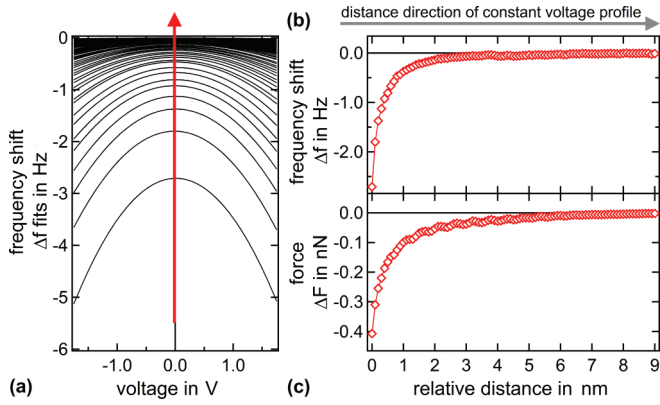 (b)
distance direction of constant voltage profile
0
-1
-2
-3
-4
-5
-6
frequency shift
Δf fits in Hz
-1.0
0.0
1.0
(a)
voltage in V
0.0
-1.0
-2.0
frequency shift
Δf in Hz
0.0
-0.1
-0.2
-0.3
-0.4
force
ΔF in nN
0
1
2
3
4
5
6
7
8
9
(c)
relative distance in nm